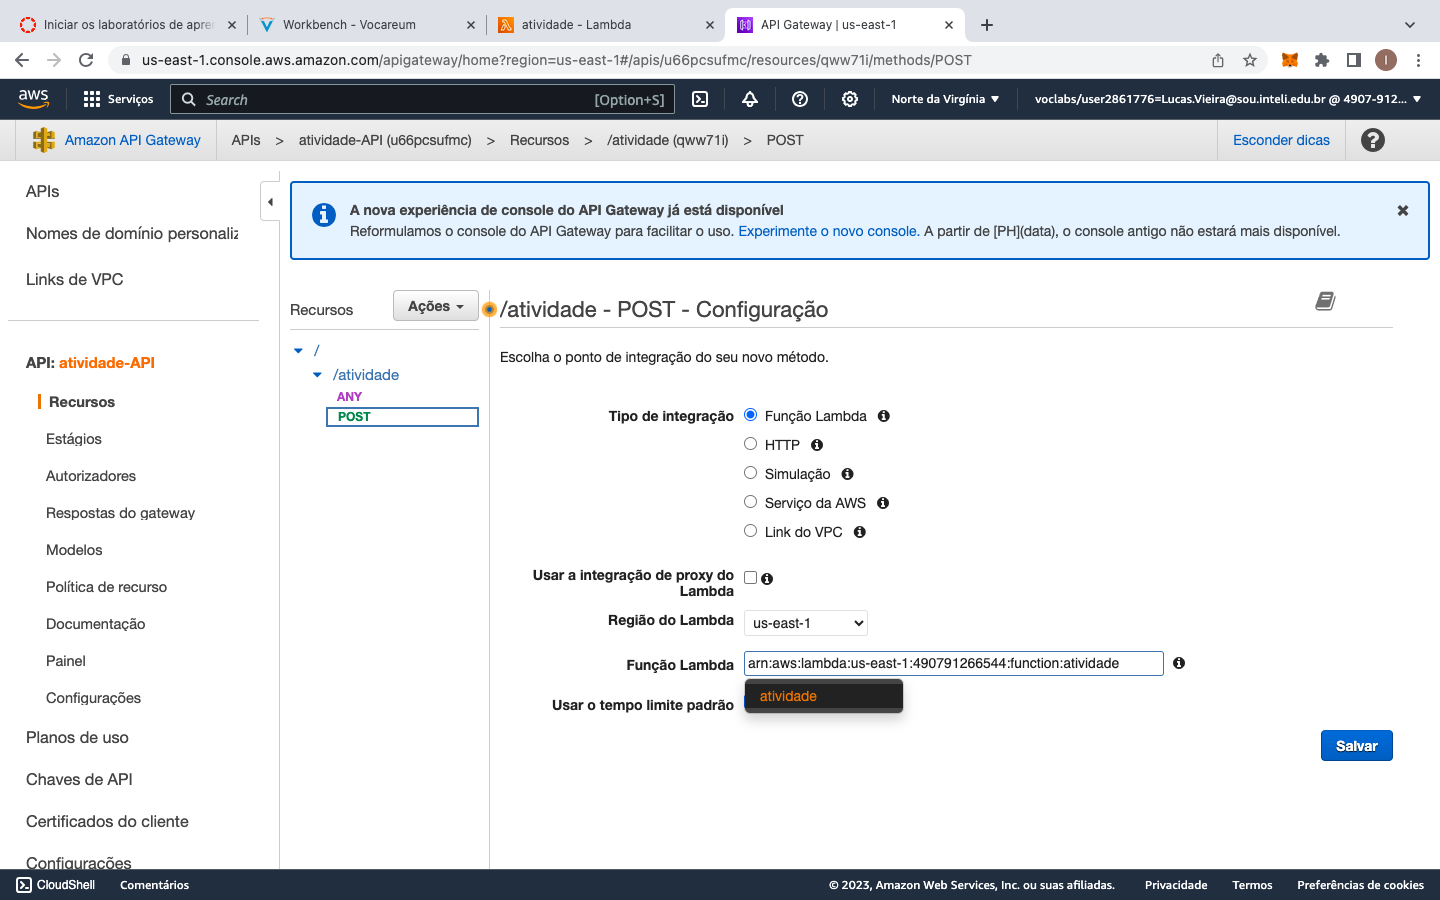 Iniciar os laboratórios de apre
Workbench - Vocareum
atividade - Lambda
API Gateway | us-east-1
us-east-1.console.aws.amazon.com/apigateway/home?region=us-east-1#/apis/u66pcsufmc/resources/qww71i/methods/POST
I
aws
Serviços
Search
[Option+S]
Norte da Virgínia
voclabs/user2861776=Lucas.Vieira@sou.inteli.edu.br @ 4907-912...
Amazon API Gateway
APIs > atividade-API (u66pcsufmc) > Recursos > /atividade (qww71i) > POST
Esconder dicas
APIs
Nomes de domínio personaliz
Links de VPC
API: atividade-API
Recursos
Estágios
Autorizadores
Respostas do gateway
Modelos
Política de recurso
Documentação
Painel
Configurações
Planos de uso
Chaves de API
Certificados do cliente
Configurações
A nova experiência de console do API Gateway já está disponível
Reformulamos o console do API Gateway para facilitar o uso. Experimente o novo console. A partir de [PH](data), o console antigo não estará mais disponível.
Recursos
Ações
/
/atividade
ANY
POST
/atividade - POST - Configuração
Escolha o ponto de integração do seu novo método.
Tipo de integração
Função Lambda
HTTP
Simulação
Serviço da AWS
Link do VPC
Usar a integração de proxy do
Lambda
Região do Lambda
us-east-1
Função Lambda
arn:aws:lambda:us-east-1:490791266544:function:atividade
atividade
Usar o tempo limite padrão
Salvar
CloudShell
Comentários
© 2023, Amazon Web Services, Inc. ou suas afiliadas.
Privacidade
Termos
Preferências de cookies